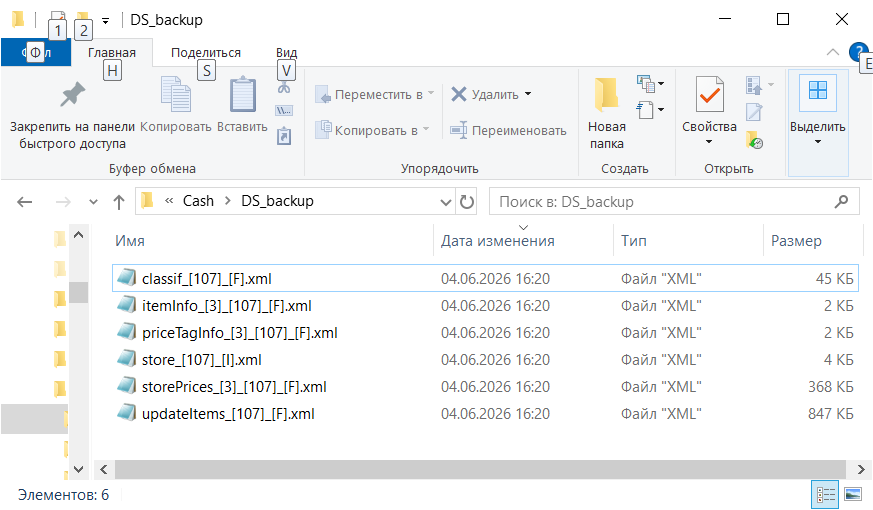 DS_backup
1
2
Ф
Главная
Поделиться
Вид
H
S
V
E
?
Закрепить на панели быстрого доступа
Копировать
Вставить
Буфер обмена
Переместить в
Копировать в
Удалить
Переименовать
Упорядочить
Новая папка
Создать
Свойства
Открыть
Выделить
« Cash > DS_backup
Поиск в: DS_backup
Имя Дата изменения Тип Размер
classif_[107]_[F].xml 04.06.2026 16:20 Файл "XML" 45 КБ
itemInfo_[3]_[107]_[F].xml 04.06.2026 16:20 Файл "XML" 2 КБ
priceTagInfo_[3]_[107]_[F].xml 04.06.2026 16:20 Файл "XML" 2 КБ
store_[107]_[I].xml 04.06.2026 16:20 Файл "XML" 4 КБ
storePrices_[3]_[107]_[F].xml 04.06.2026 16:20 Файл "XML" 368 КБ
updateItems_[107]_[F].xml 04.06.2026 16:20 Файл "XML" 847 КБ
Элементов: 6